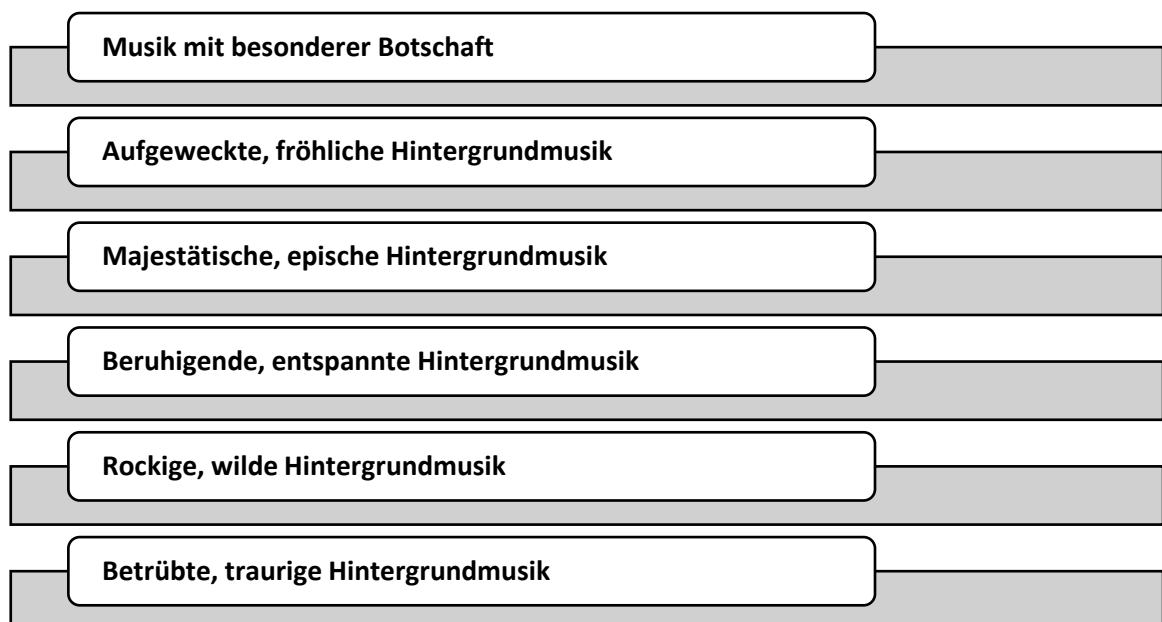 Musik mit besonderer Botschaft
Aufgeweckte, fröhliche Hintergrundmusik
Majestätische, epische Hintergrundmusik
Beruhigende, entspannte Hintergrundmusik
Rockige, wilde Hintergrundmusik
Betrübte, traurige Hintergrundmusik